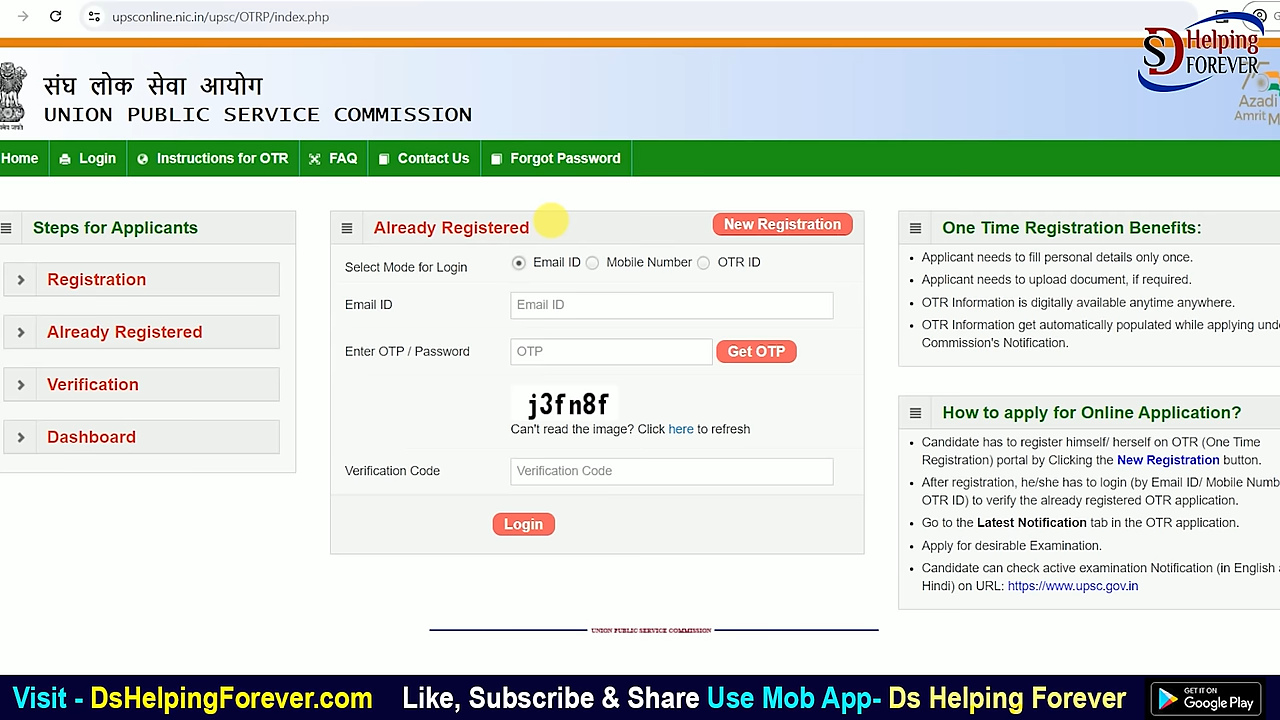 upsconline.nic.in/upsc/OTRP/index.php
SD Helping
FOREVER
संघ लोक सेवा आयोग
UNION PUBLIC SERVICE COMMISSION
Azadi
Amrit M
Home Login Instructions for OTR FAQ Contact Us Forgot Password
Steps for Applicants
Registration
Already Registered
Verification
Dashboard
Already Registered New Registration
Select Mode for Login Email ID Mobile Number OTR ID
Email ID Email ID
Enter OTP / Password OTP Get OTP
j3fn8f
Can't read the image? Click here to refresh
Verification Code Verification Code
Login
One Time Registration Benefits:
Applicant needs to fill personal details only once.
Applicant needs to upload document, if required.
OTR Information is digitally available anytime anywhere.
OTR Information get automatically populated while applying und
Commission's Notification.
How to apply for Online Application?
Candidate has to register himself/ herself on OTR (One Time
Registration) portal by Clicking the New Registration button.
After registration, he/she has to login (by Email ID/ Mobile Numb
OTR ID) to verify the already registered OTR application.
Go to the Latest Notification tab in the OTR application.
Apply for desirable Examination.
Candidate can check active examination Notification (in English a
Hindi) on URL: https://www.upsc.gov.in
UNION PUBLIC SERVICE COMMISSION
Visit - DsHelpingForever.com Like, Subscribe & Share Use Mob App- Ds Helping Forever
GET IT ON
Google Play